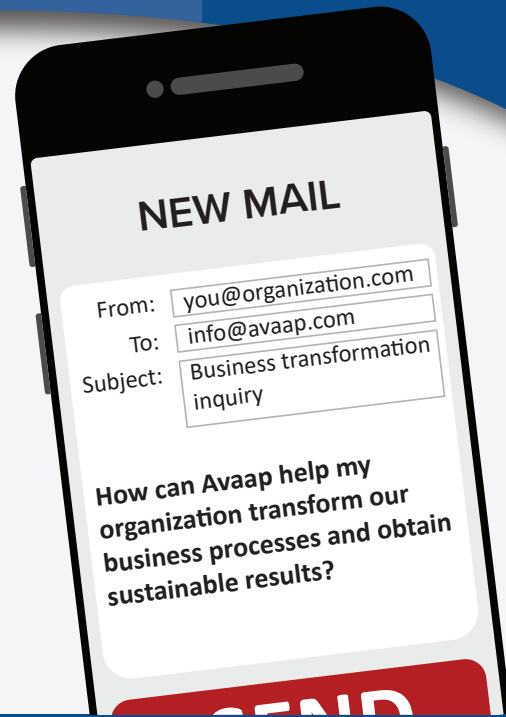 NEW MAIL
From: you@organization.com
To: info@avaap.com
Subject: Business transformation
inquiry
How can Avaap help my
organization transform our
business processes and obtain
sustainable results?
SEND